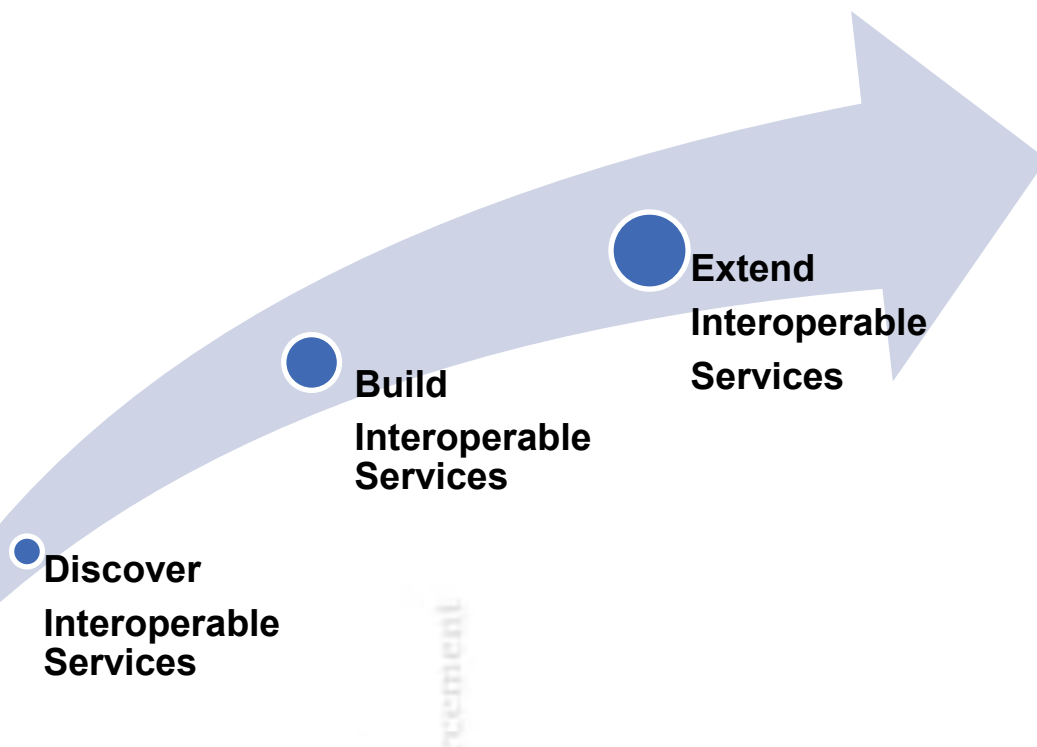 Extend
Interoperable
Services
Build
Interoperable
Services
Discover
Interoperable
Services